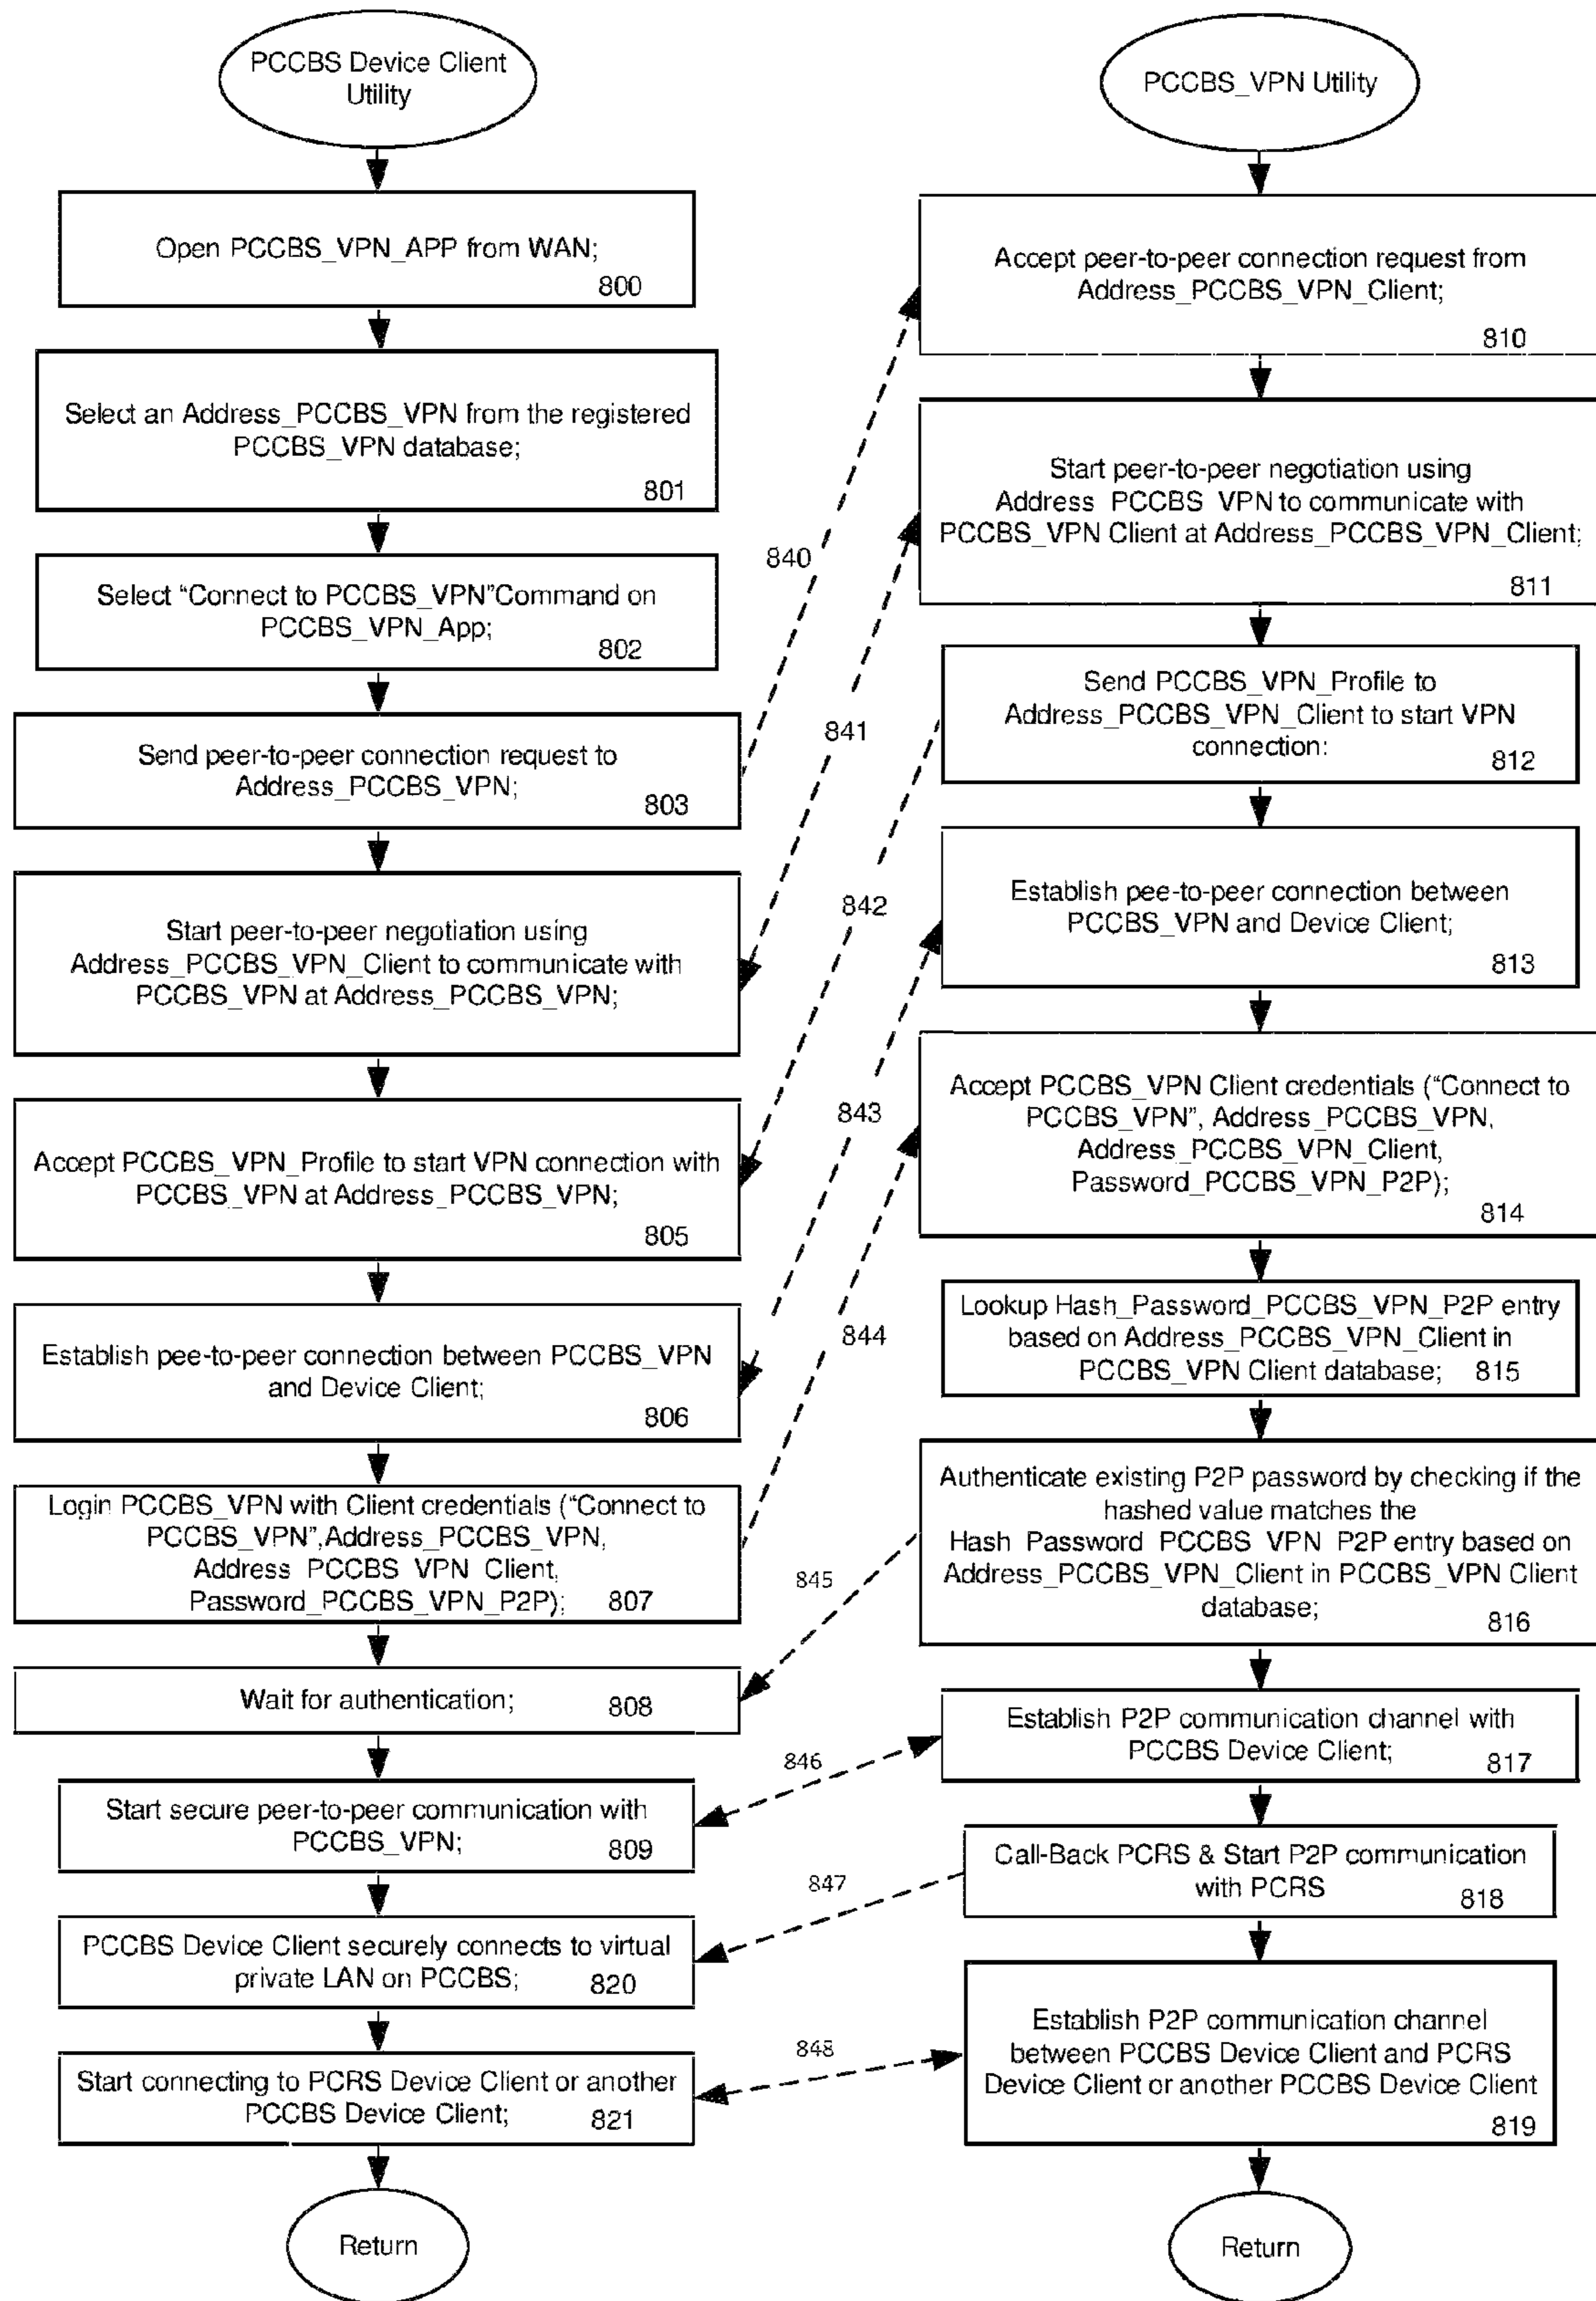 PCCBS Device Client
Utility
Open PCCBS_VPN_APP from WAN;
800
Select an Address_PCCBS_VPN from the registered
PCCBS_VPN database;
801
Select “Connect to PCCBS_VPN”Command on
PCCBS_VPN_App;
802
Send peer-to-peer connection request to
Address_PCCBS_VPN;
803
Start peer-to-peer negotiation using
Address_PCCBS_VPN_Client to communicate with
PCCBS_VPN at Address_PCCBS_VPN;
Accept PCCBS_VPN_Profile to start VPN connection with
PCCBS_VPN at Address_PCCBS_VPN;
805
Establish pee-to-peer connection between PCCBS_VPN
and Device Client;
806
Login PCCBS_VPN with Client credentials (“Connect to
PCCBS_VPN”,Address_PCCBS_VPN,
Address PCCBS VPN Client,
Password_PCCBS_VPN_P2P); 807
Wait for authentication; 808
Start secure peer-to-peer communication with
PCCBS_VPN; 809
PCCBS Device Client securely connects to virtual
private LAN on PCCBS; 820
Start connecting to PCRS Device Client or another
PCCBS Device Client; 821
Return
840
841
842
843
844
845
846
847
848
PCCBS_VPN Utility
Accept peer-to-peer connection request from
Address_PCCBS_VPN_Client;
810
Start peer-to-peer negotiation using
Address PCCBS VPN to communicate with
PCCBS_VPN Client at Address_PCCBS_VPN_Client;
811
Send PCCBS_VPN_Profile to
Address_PCCBS_VPN_Client to start VPN
connection:
812
Establish pee-to-peer connection between
PCCBS_VPN and Device Client;
813
Accept PCCBS_VPN Client credentials (“Connect to
PCCBS_VPN”, Address_PCCBS_VPN,
Address_PCCBS_VPN_Client,
Password_PCCBS_VPN_P2P);
814
Lookup Hash_Password_PCCBS_VPN_P2P entry
based on Address_PCCBS_VPN_Client in
PCCBS_VPN Client database; 815
Authenticate existing P2P password by checking if the
hashed value matches the
Hash Password PCCBS VPN P2P entry based on
Address_PCCBS_VPN_Client in PCCBS_VPN Client
database;
816
Establish P2P communication channel with
PCCBS Device Client; 817
Call-Back PCRS & Start P2P communication
with PCRS 818
Establish P2P communication channel
between PCCBS Device Client and PCRS
Device Client or another PCCBS Device Client
819
Return